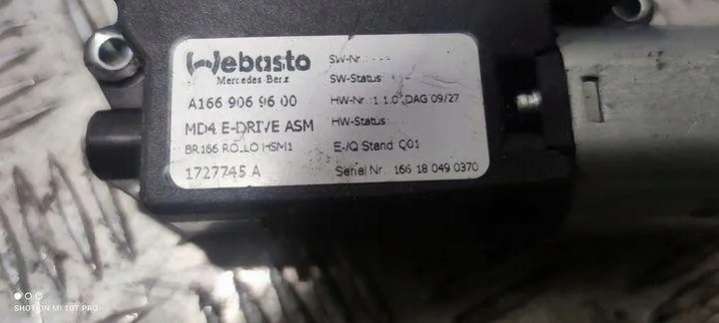 Webasto
Mercedes-Benz
A166 906 96 00
MD4 E-DRIVE ASM
BR166 ROLLO HSM1
1727745 A
SW-Nr.: -.-.-
SW-Status:
HW-Nr.: 1 1.0 DAG 09/27
HW-Status:
E-/Q Stand Q01
Serial Nr.: 166 18 049 0370
SHOT ON MI 10T PRO